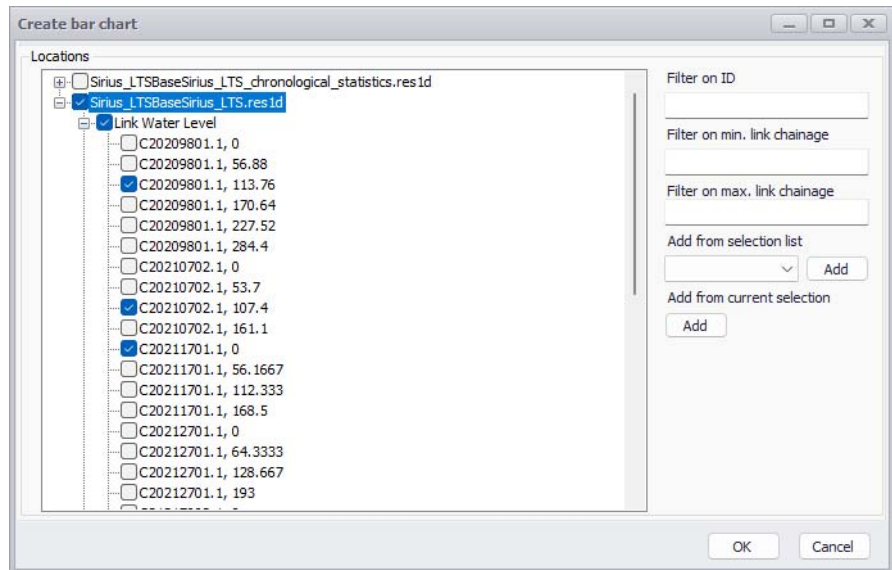 Create bar chart
Locations
Sirius_LTSBaseSirius_LTS_chronological_statistics.res1d
Sirius_LTSBaseSirius_LTS.res1d
Link Water Level
C20209801.1, 0
C20209801.1, 56.88
C20209801.1, 113.76
C20209801.1, 170.64
C20209801.1, 227.52
C20209801.1, 284.4
C20210702.1, 0
C20210702.1, 53.7
C20210702.1, 107.4
C20210702.1, 161.1
C20211701.1, 0
C20211701.1, 56.1667
C20211701.1, 112.333
C20211701.1, 168.5
C20212701.1, 0
C20212701.1, 64.3333
C20212701.1, 128.667
C20212701.1, 193
Filter on ID
Filter on min. link chainage
Filter on max. link chainage
Add from selection list
Add
Add from current selection
Add
OK Cancel